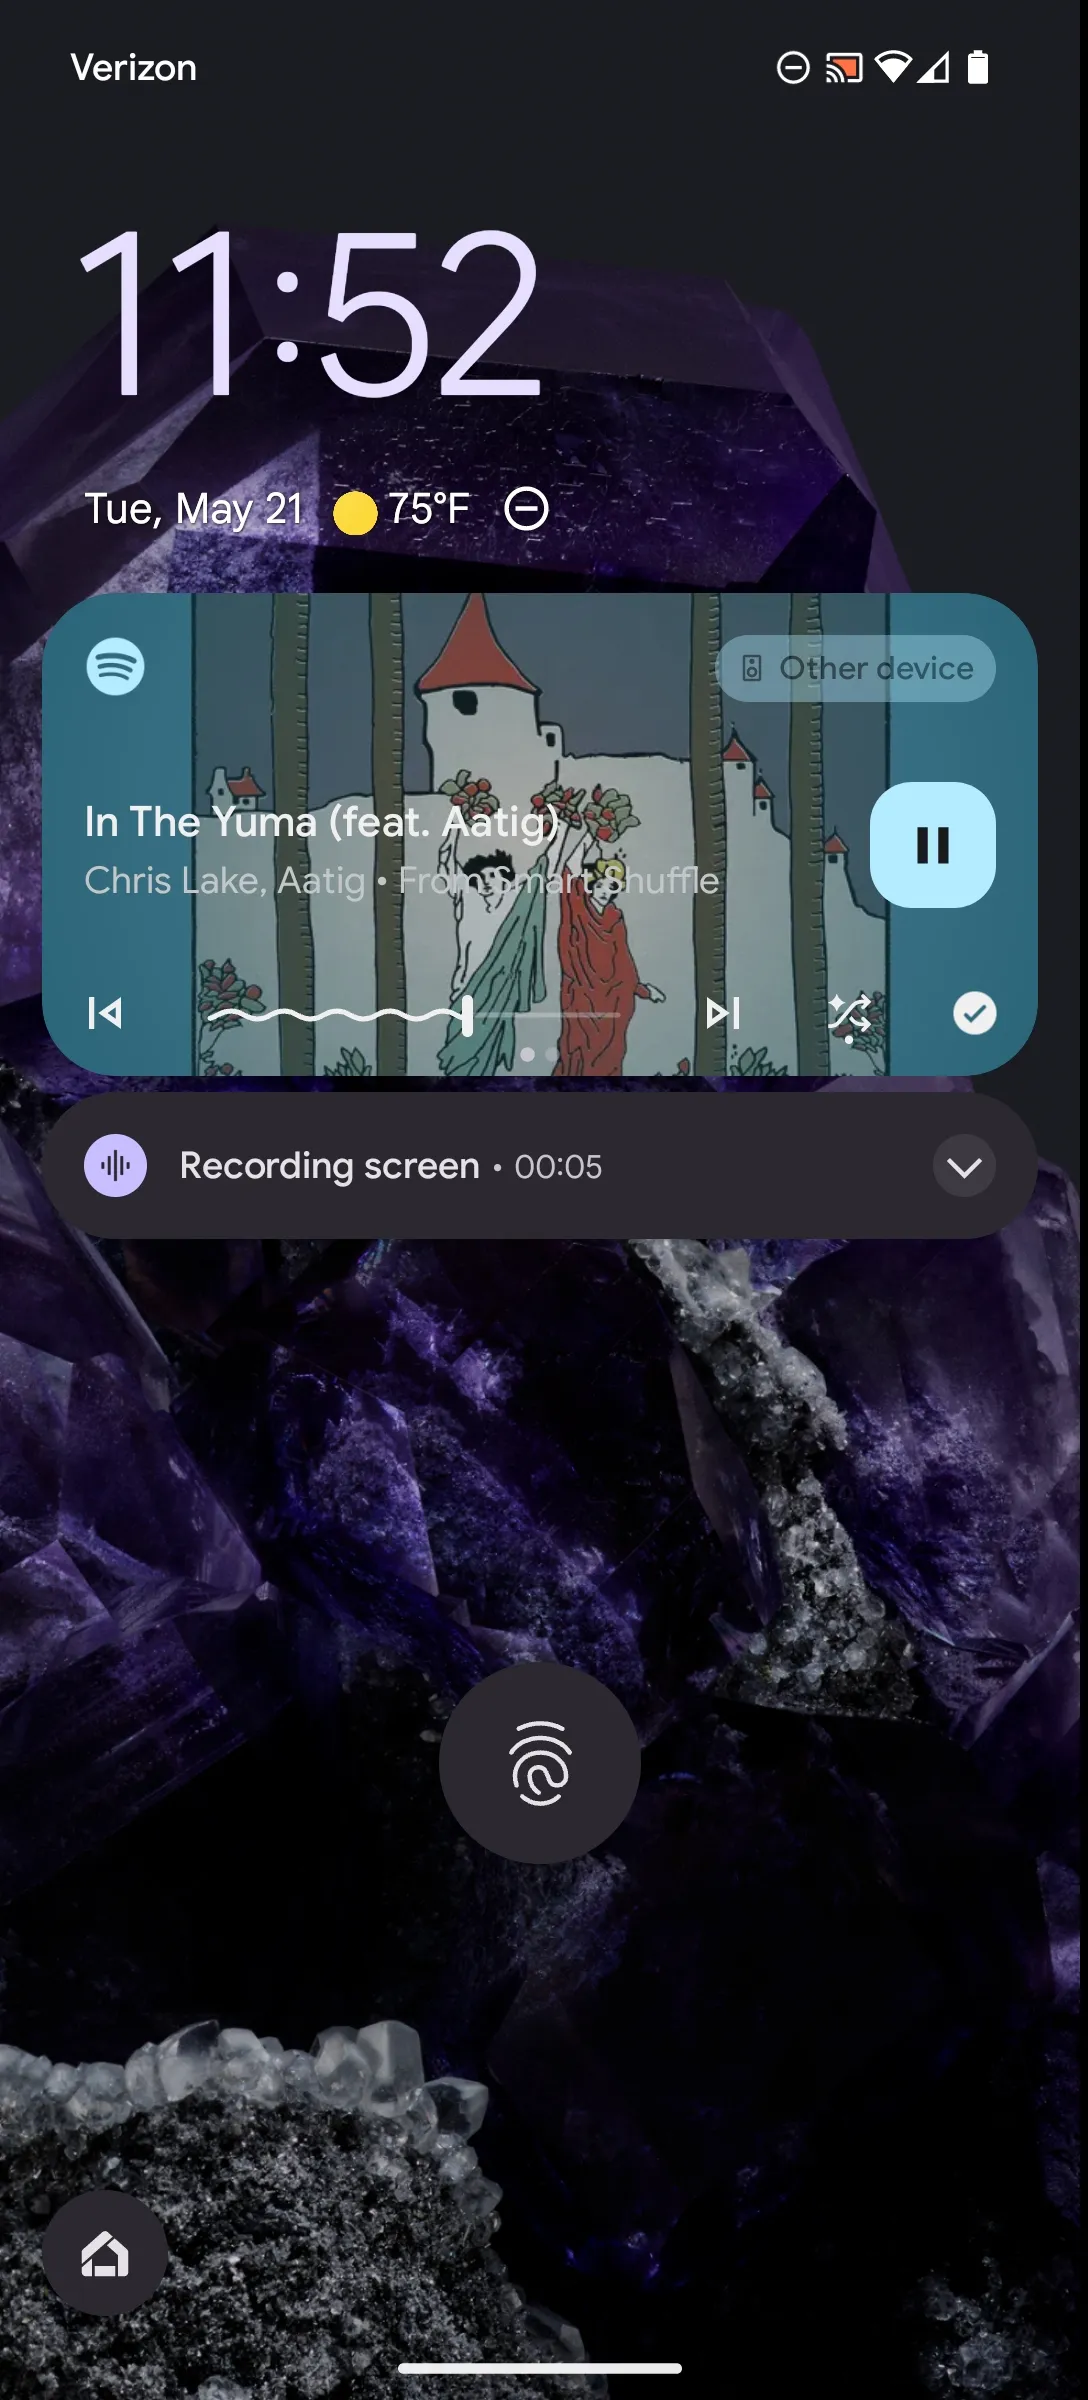 Verizon
11:52
Tue, May 21 75°F
Other device
In The Yuma (feat. Aatig)
Chris Lake, Aatig • From Smart Shuffle
Recording screen • 00:05